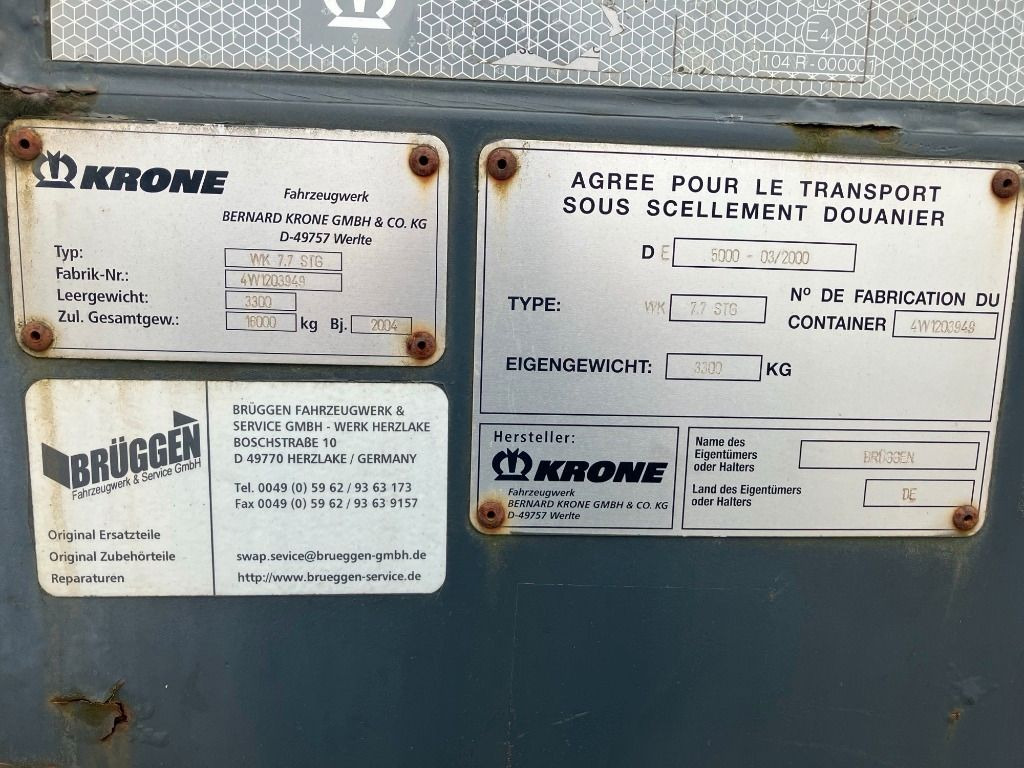 E4
104 R - 000001
KRONE
Fahrzeugwerk
BERNARD KRONE GMBH & CO. KG
D-49757 Werlte
Typ: WK 7.7 STG
Fabrik-Nr.: 4W1203949
Leergewicht: 3300
Zul. Gesamtgew.: 16000 kg Bj. 2004
AGREE POUR LE TRANSPORT
SOUS SCELLEMENT DOUANIER
D E 5000 - 03/2000
TYPE: WK 7.7 STG
Nº DE FABRICATION DU
CONTAINER 4W1203949
EIGENGEWICHT: 3300 KG
Hersteller:
KRONE
Fahrzeugwerk
BERNARD KRONE GMBH & CO. KG
D-49757 Werlte
Name des
Eigentümers
oder Halters
BRÜGGEN
Land des Eigentümers
oder Halters
DE
BRÜGGEN
Fahrzeugwerk & Service GmbH
Original Ersatzteile
Original Zubehörteile
Reparaturen
BRÜGGEN FAHRZEUGWERK &
SERVICE GMBH - WERK HERZLAKE
BOSCHSTRAßE 10
D 49770 HERZLAKE / GERMANY
Tel. 0049 (0) 59 62 / 93 63 173
Fax 0049 (0) 59 62 / 93 63 9157
swap.sevice@brueggen-gmbh.de
http://www.brueggen-service.de